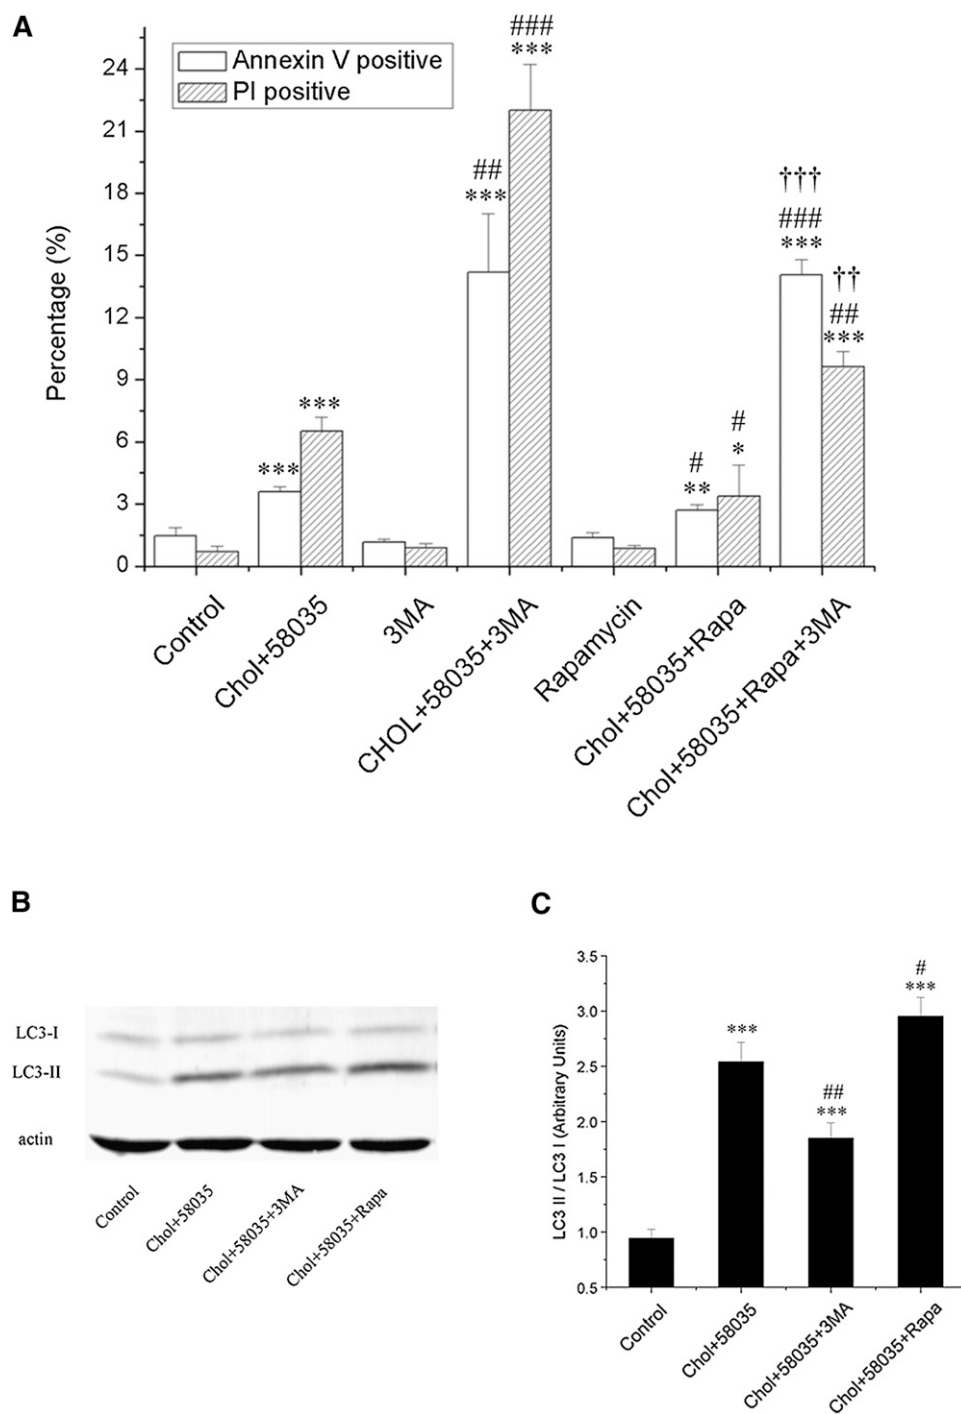 A
Annexin V positive
PI positive
Percentage (%)
24
21
18
15
12
9
6
3
0
***
***
##
***
###
***
#
**
#
*
†††
###
***
††
##
***
Control
Chol+58035
3MA
CHOL+58035+3MA
Rapamycin
Chol+58035+Rapa
Chol+58035+Rapa+3MA
B
LC3-I
LC3-II
actin
Control
Chol+58035
Chol+58035+3MA
Chol+58035+Rapa
C
LC3 II / LC3 I (Arbitrary Units)
3.5
3.0
2.5
2.0
1.5
1.0
0.5
***
##
***
#
***
Control
Chol+58035
Chol+58035+3MA
Chol+58035+Rapa